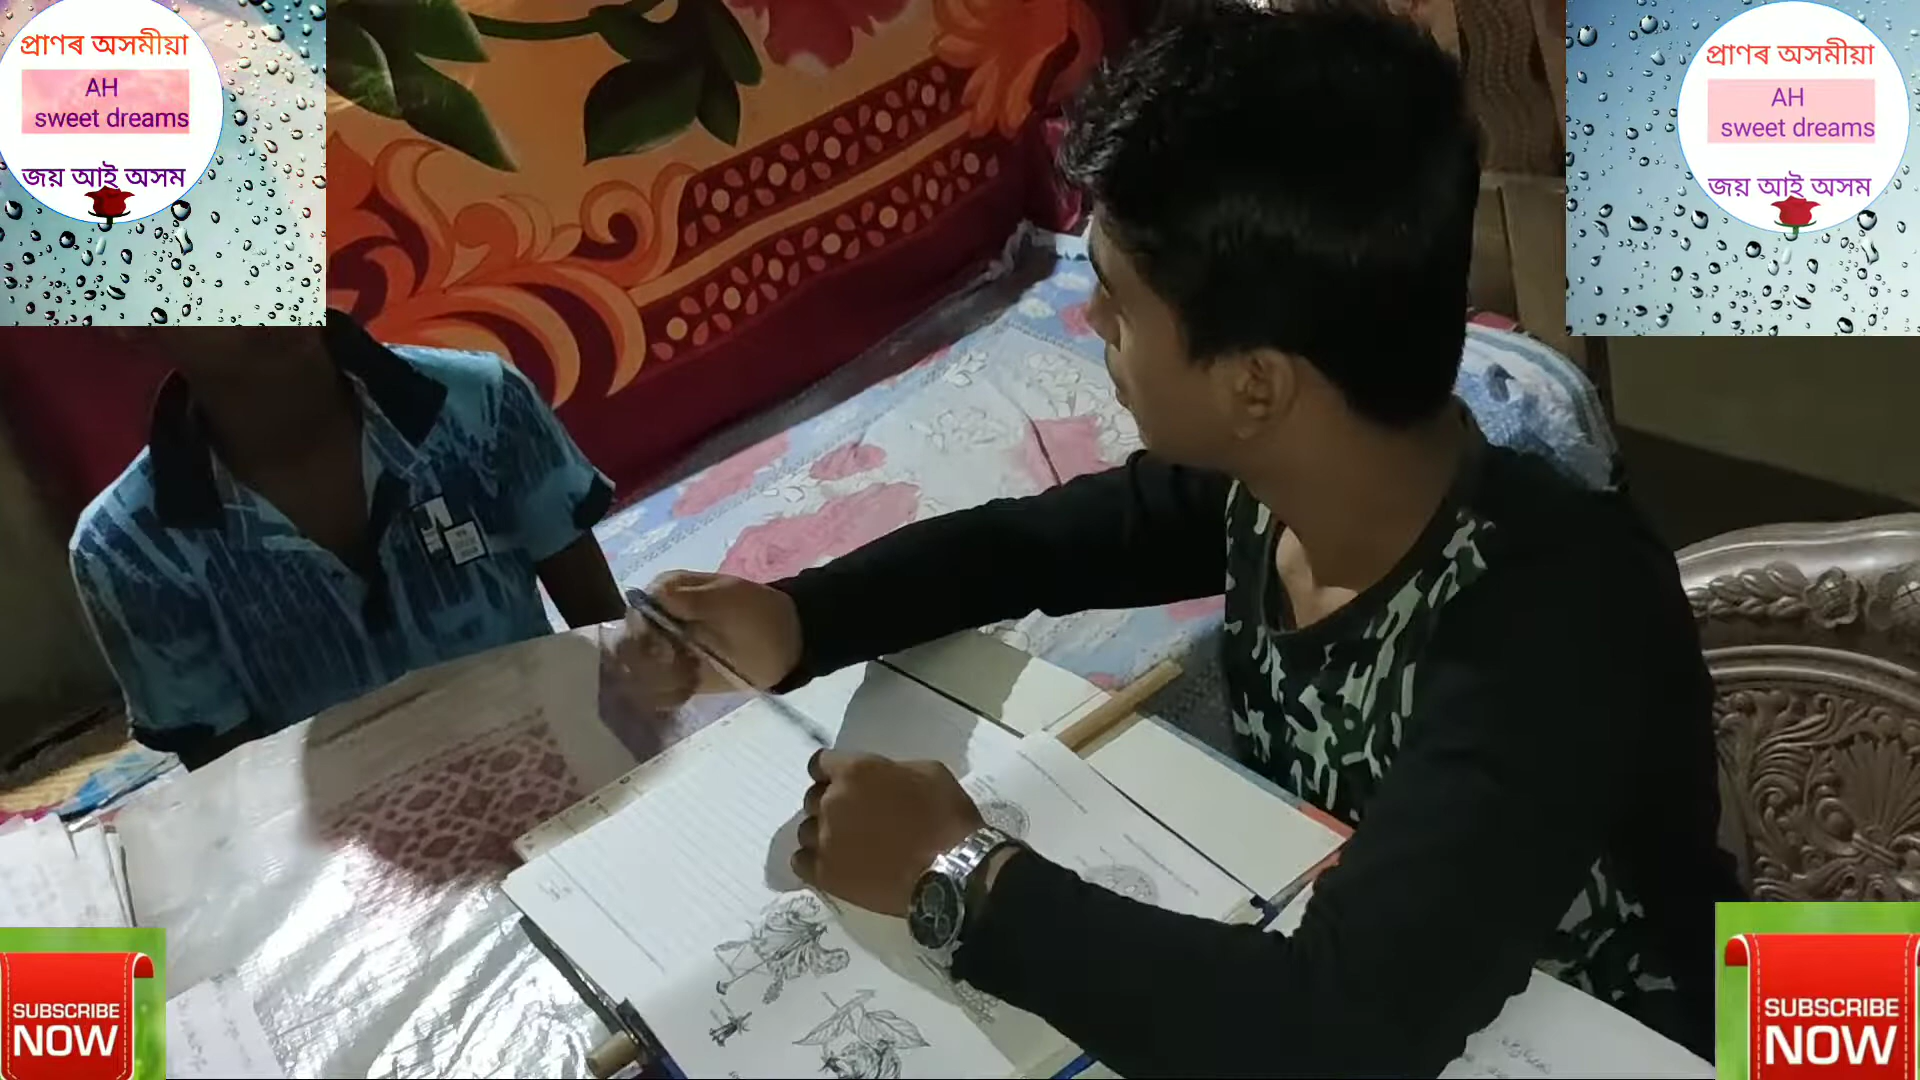 প্ৰাণৰ অসমীয়া
AH
sweet dreams
জয় আই অসম
প্ৰাণৰ অসমীয়া
AH
sweet dreams
জয় আই অসম
SUBSCRIBE
NOW
SUBSCRIBE
NOW